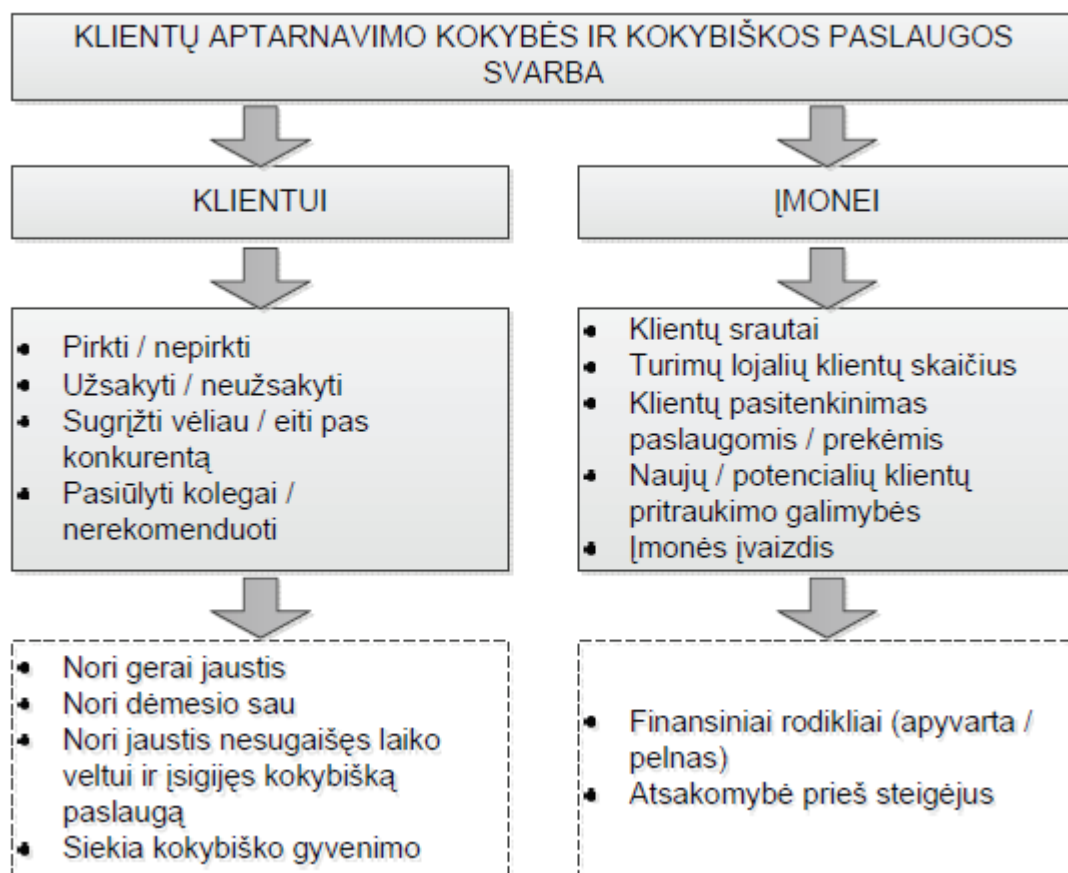 KLIENTŲ APTARNAVIMO KOKYBĖS IR KOKYBIŠKOS PASLAUGOS
SVARBA
KLIENTUI
Pirkti / nepirkti
Užsakyti / neužsakyti
Sugrįžti vėliau / eiti pas
konkurentą
Pasiūlyti kolegai /
nerekomenduoti
Nori gerai jaustis
Nori dėmesio sau
Nori jaustis nesugaišęs laiko
veltui ir įsigijęs kokybišką
paslaugą
Siekia kokybiško gyvenimo
ĮMONEI
Klientų srautai
Turimų lojalių klientų skaičius
Klientų pasitenkinimas
paslaugomis / prekėmis
Naujų / potencialių klientų
pritraukimo galimybės
Įmonės įvaizdis
Finansiniai rodikliai (apyvarta /
pelnas)
Atsakomybė prieš steigėjus